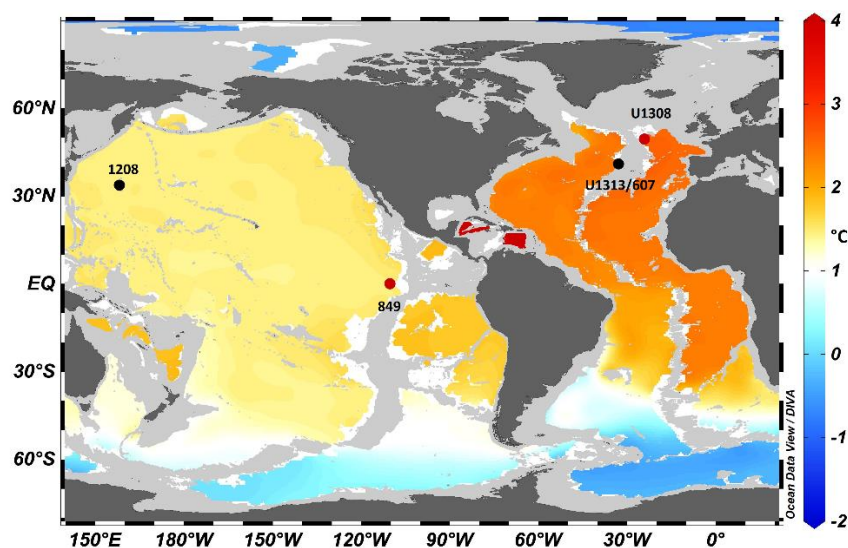 4
3
2
°C
1
0
-1
-2
60°N
30°N
EQ
30°S
60°S
1208
849
U1308
U1313/607
Ocean Data View / DIVA
150°E 180°W 150°W 120°W 90°W 60°W 30°W 0°